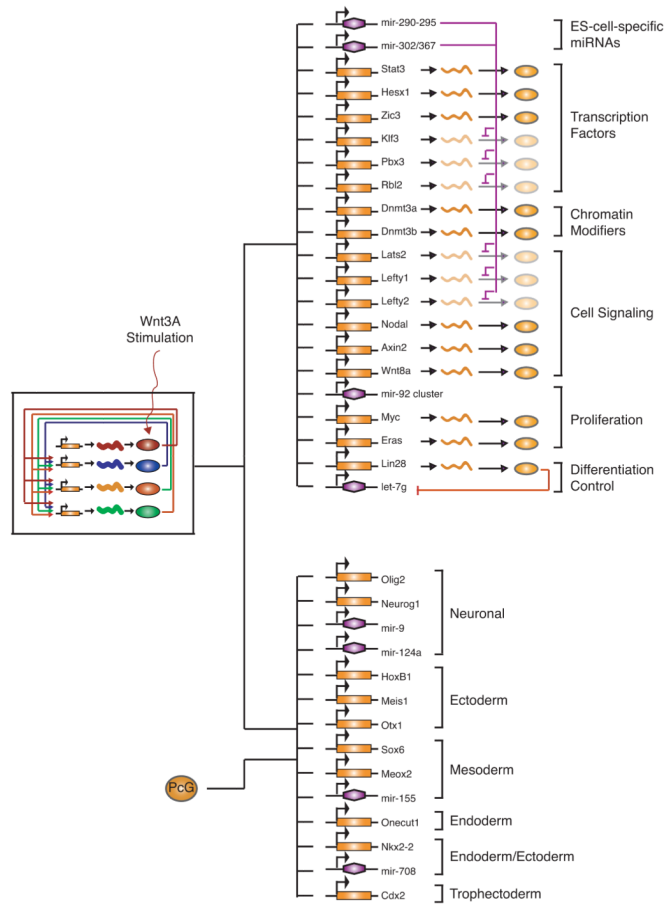 mir-290-295
mir-302/367
ES-cell-specific
miRNAs
Stat3
Hesx1
Zic3
Klf3
Pbx3
Rbl2
Transcription
Factors
Dnmt3a
Dnmt3b
Chromatin
Modifiers
Lats2
Lefty1
Lefty2
Nodal
Axin2
Wnt8a
Cell Signaling
mir-92 cluster
Myc
Eras
Proliferation
Lin28
let-7g
Differentiation
Control
Wnt3A
Stimulation
Olig2
Neurog1
mir-9
mir-124a
Neuronal
HoxB1
Meis1
Otx1
Ectoderm
Sox6
Meox2
mir-155
Mesoderm
PcG
Onecut1
Endoderm
Nkx2-2
mir-708
Endoderm/Ectoderm
Cdx2
Trophectoderm